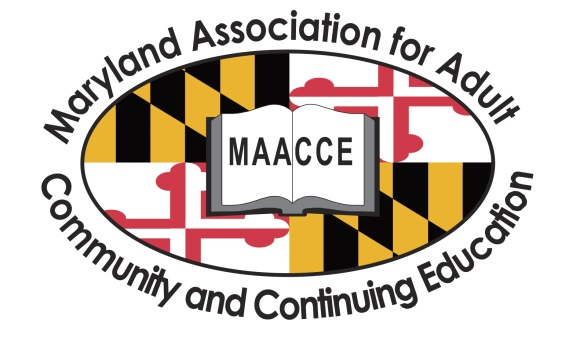 Maryland Association for Adult
MAACCE
Community and Continuing Education